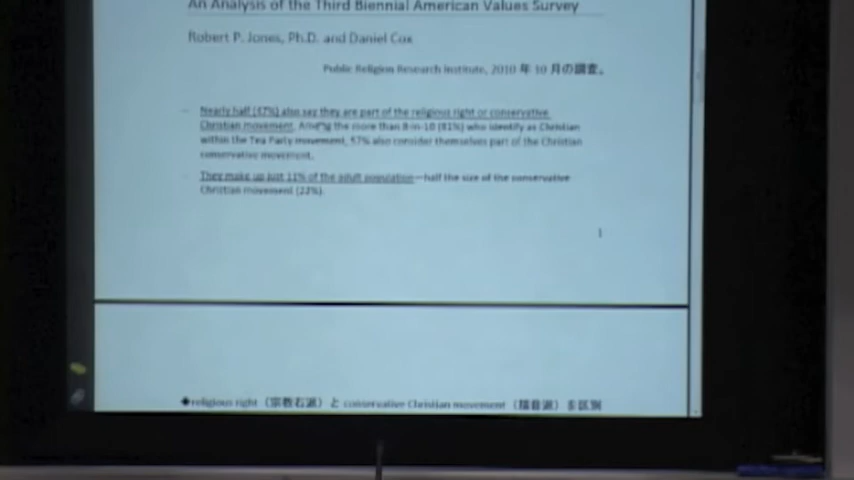 An Analysis of the Third Biennial American Values Survey
Robert P. Jones, Ph.D. and Daniel Cox
Public Religion Research Institute, 2010 年 10 月の調査。
Nearly half (47%) also say they are part of the religious right or conservative
Christian movement. Among the more than 8-in-10 (81%) who identify as Christian
within the Tea Party movement, 57% also consider themselves part of the Christian
conservative movement.
They make up just 11% of the adult population—half the size of the conservative
Christian movement (22%).
1
◆religious right（宗教右派）と conservative Christian movement（福音派）を区別